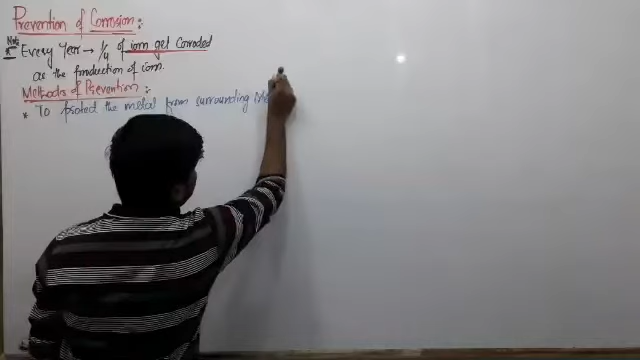 Prevention of Corrosion:
Note
* Every Year → 1/4 of iron get Corroded
as the production of iron.
Methods of Prevention:
* To protect the metal from surrounding